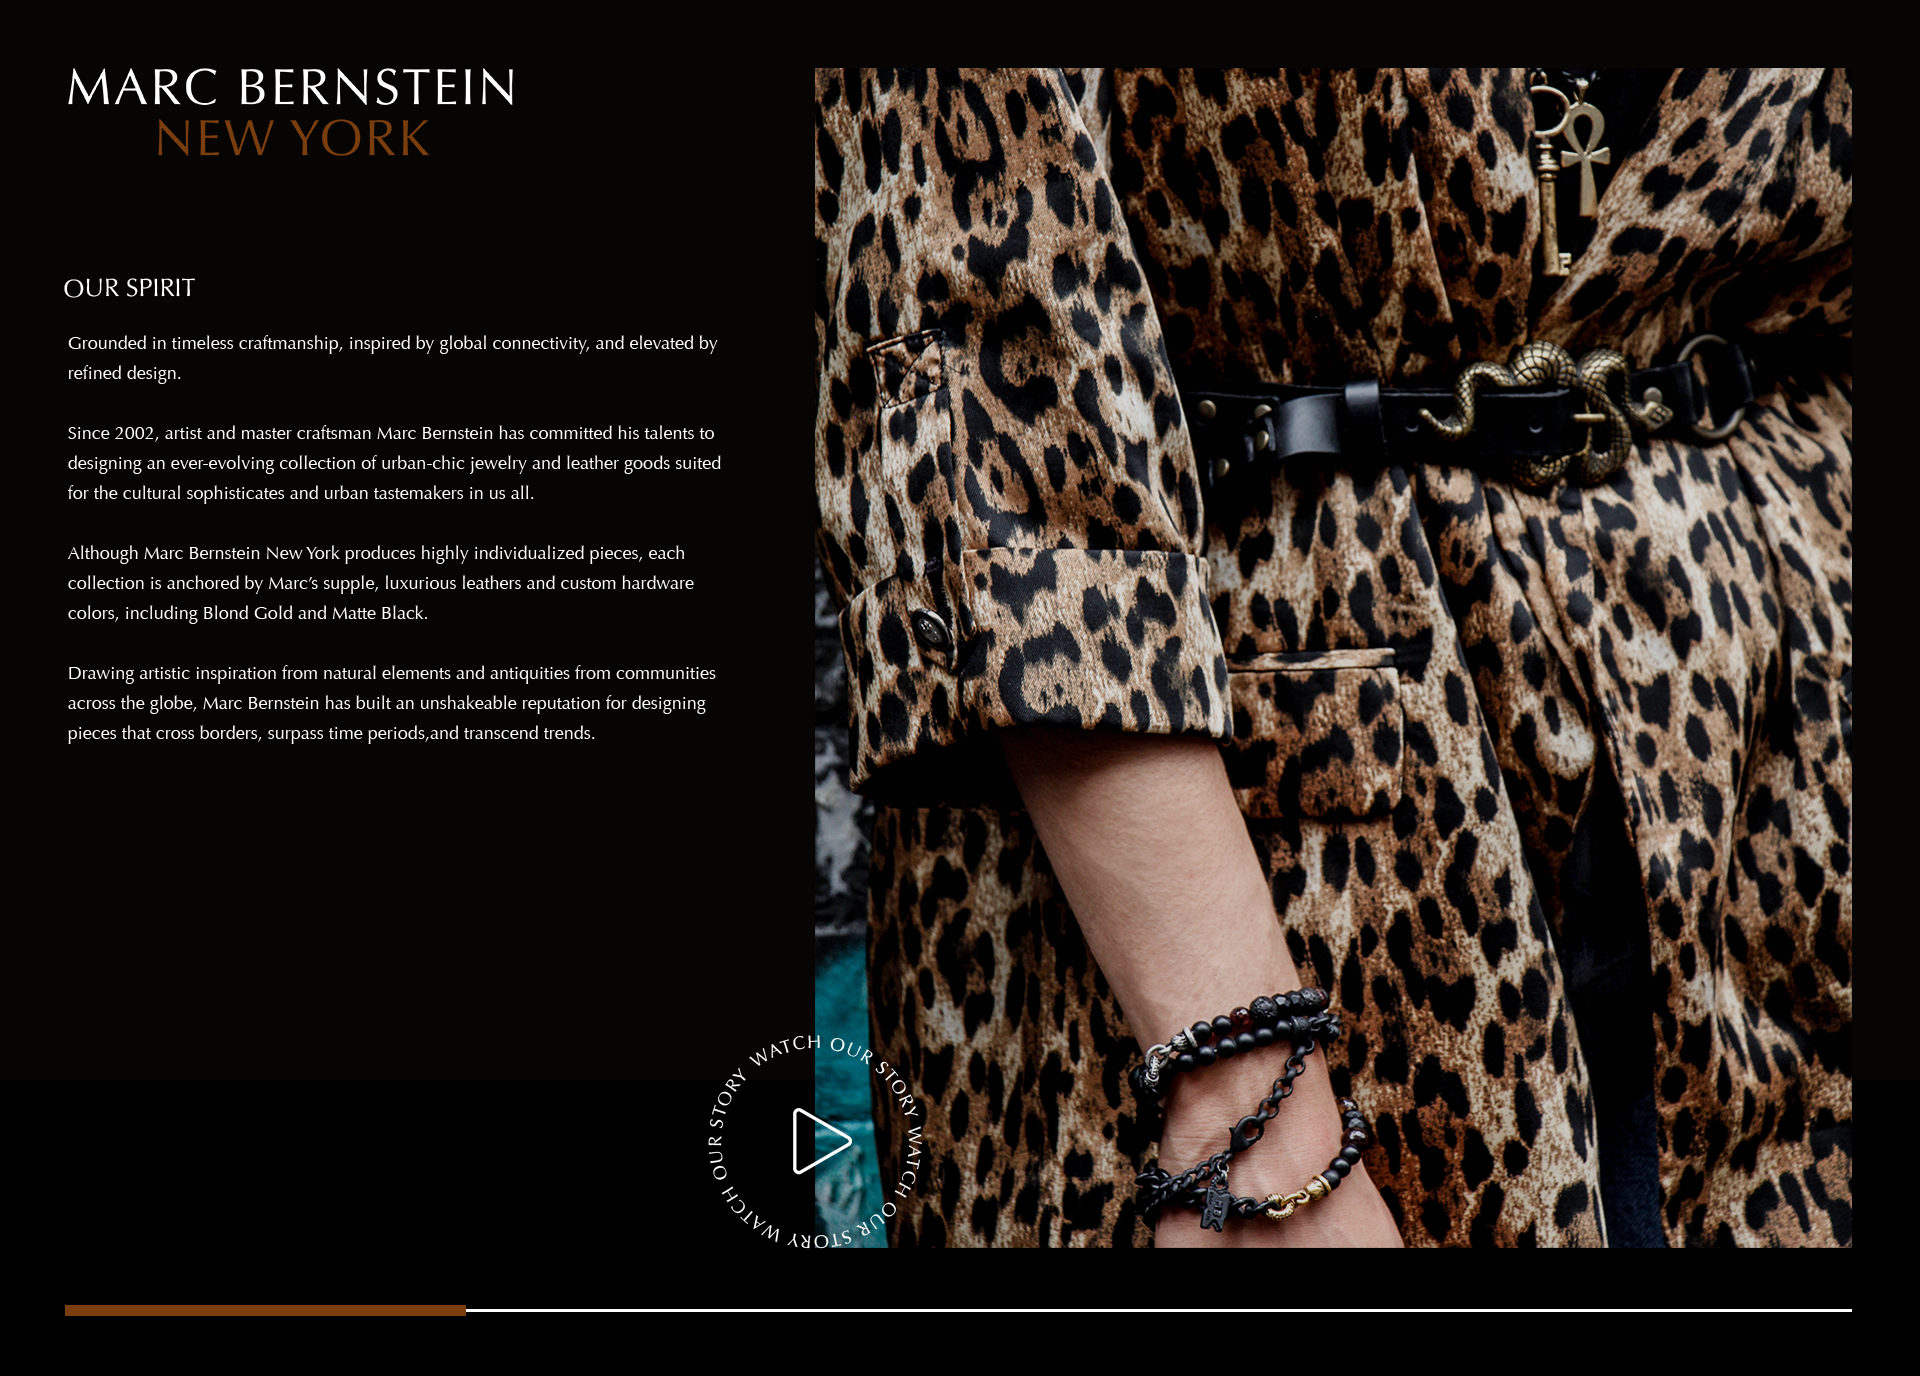 MARC BERNSTEIN
NEW YORK
OUR SPIRIT
Grounded in timeless craftmanship, inspired by global connectivity, and elevated by
refined design.
Since 2002, artist and master craftsman Marc Bernstein has committed his talents to
designing an ever-evolving collection of urban-chic jewelry and leather goods suited
for the cultural sophisticates and urban tastemakers in us all.
Although Marc Bernstein New York produces highly individualized pieces, each
collection is anchored by Marc’s supple, luxurious leathers and custom hardware
colors, including Blond Gold and Matte Black.
Drawing artistic inspiration from natural elements and antiquities from communities
across the globe, Marc Bernstein has built an unshakeable reputation for designing
pieces that cross borders, surpass time periods,and transcend trends.
WATCH OUR STORY WATCH OUR STORY WATCH OUR STORY